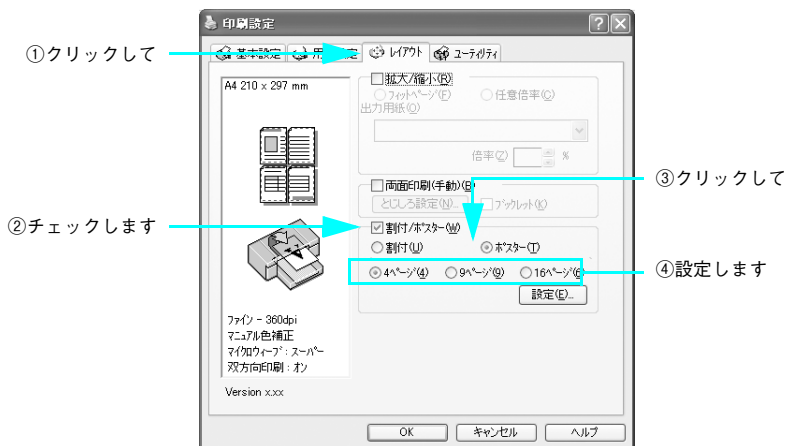 印刷設定
①クリックして
基本設定
レイアウト
ユーティリティ
A4 210 x 297 mm
拡大/縮小(R)
フィットページ(F)
任意倍率(C)
出力用紙(O)
倍率(Z)
%
両面印刷(手動)(B)
とじしろ設定(N)...
ブックレット(K)
③クリックして
②チェックします
割付/ポスター(W)
割付(U)
ポスター(T)
4ページ(4)
9ページ(9)
16ページ(6)
④設定します
設定(E)...
ファイン - 360dpi
マニュアル色補正
マイクロウィーブ : スーパー
双方向印刷 : オン
Version x.xx
OK
キャンセル
ヘルプ